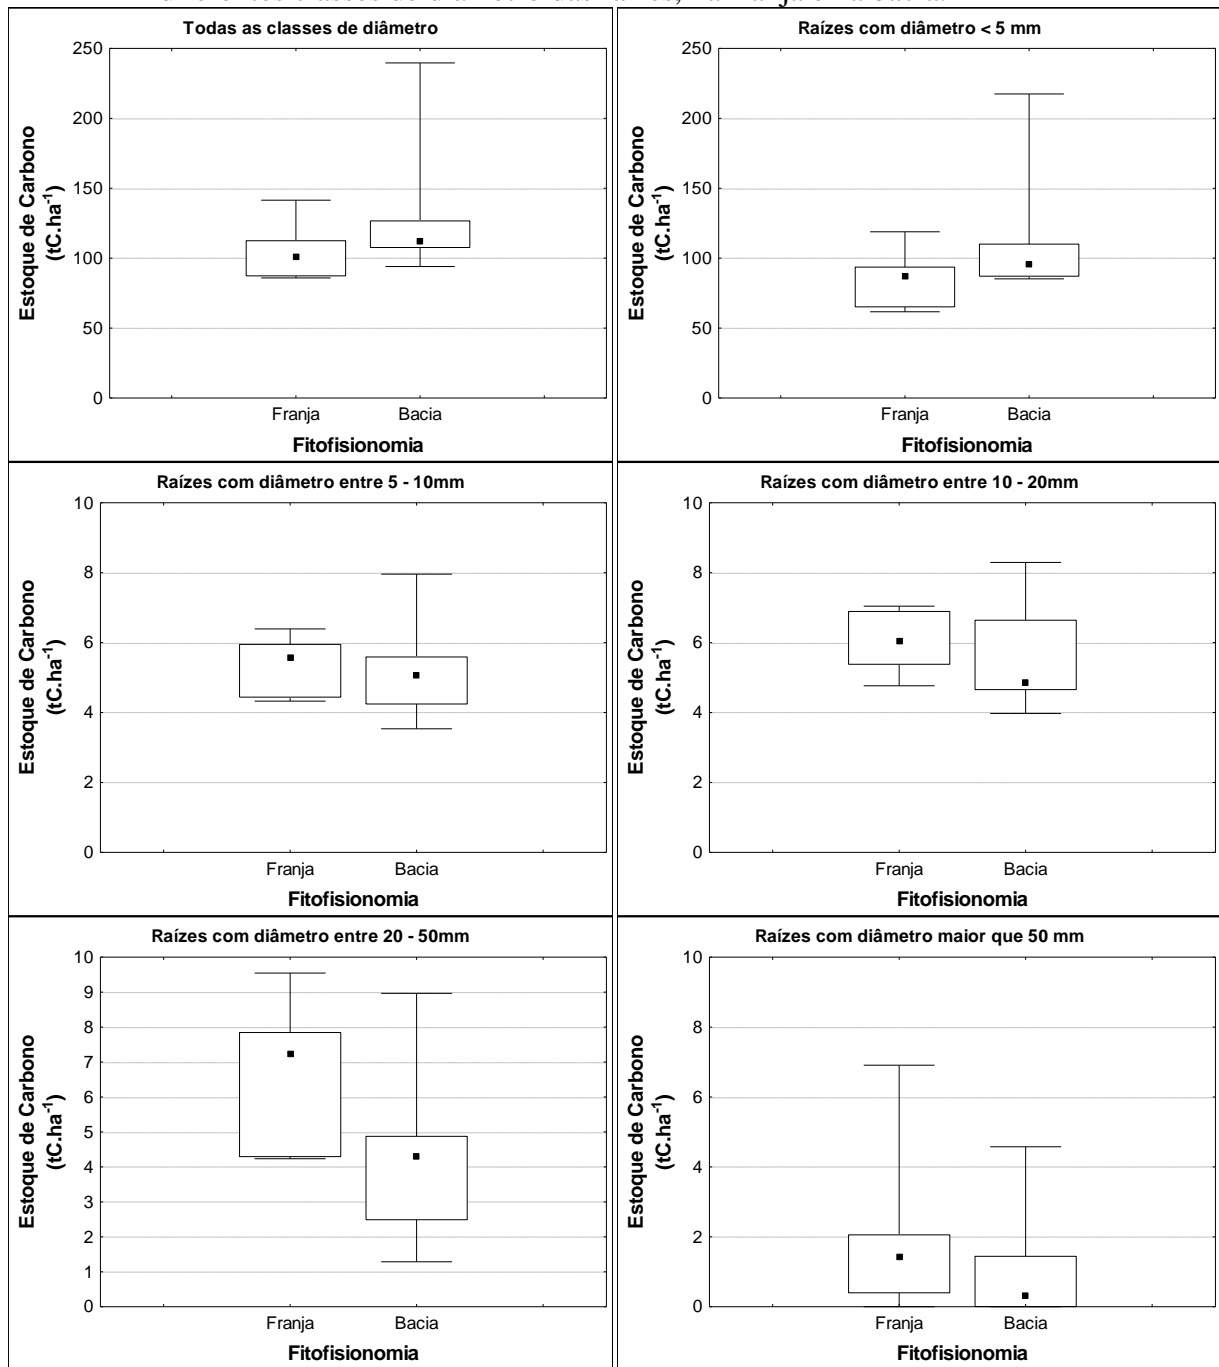 Todas as classes de diâmetro
250
200
150
100
50
0
Estoque de Carbono
(tC.ha⁻¹)
Franja Bacia
Fitofisionomia
Raízes com diâmetro < 5 mm
250
200
150
100
50
0
Estoque de Carbono
(tC.ha⁻¹)
Franja Bacia
Fitofisionomia
Raízes com diâmetro entre 5 - 10mm
10
8
6
4
2
0
Estoque de Carbono
(tC.ha⁻¹)
Franja Bacia
Fitofisionomia
Raízes com diâmetro entre 10 - 20mm
10
8
6
4
2
0
Estoque de Carbono
(tC.ha⁻¹)
Franja Bacia
Fitofisionomia
Raízes com diâmetro entre 20 - 50mm
10
9
8
7
6
5
4
3
2
1
0
Estoque de Carbono
(tC.ha⁻¹)
Franja Bacia
Fitofisionomia
Raízes com diâmetro maior que 50 mm
10
8
6
4
2
0
Estoque de Carbono
(tC.ha⁻¹)
Franja Bacia
Fitofisionomia